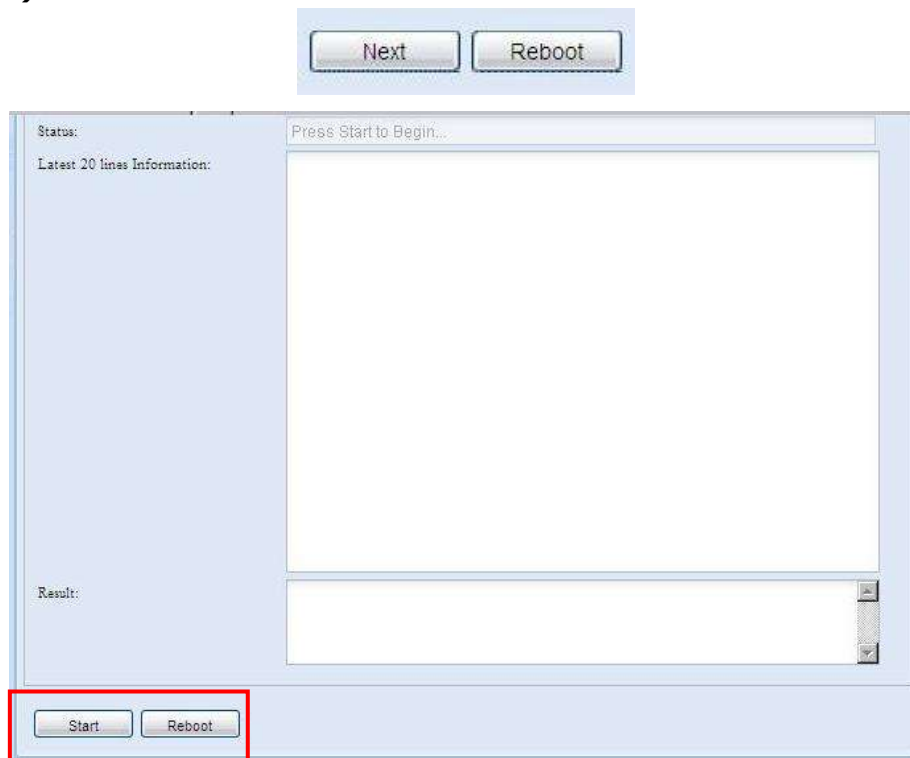 Next Reboot
Status: Press Start to Begin...
Latest 20 lines Information:
Result:
Start Reboot